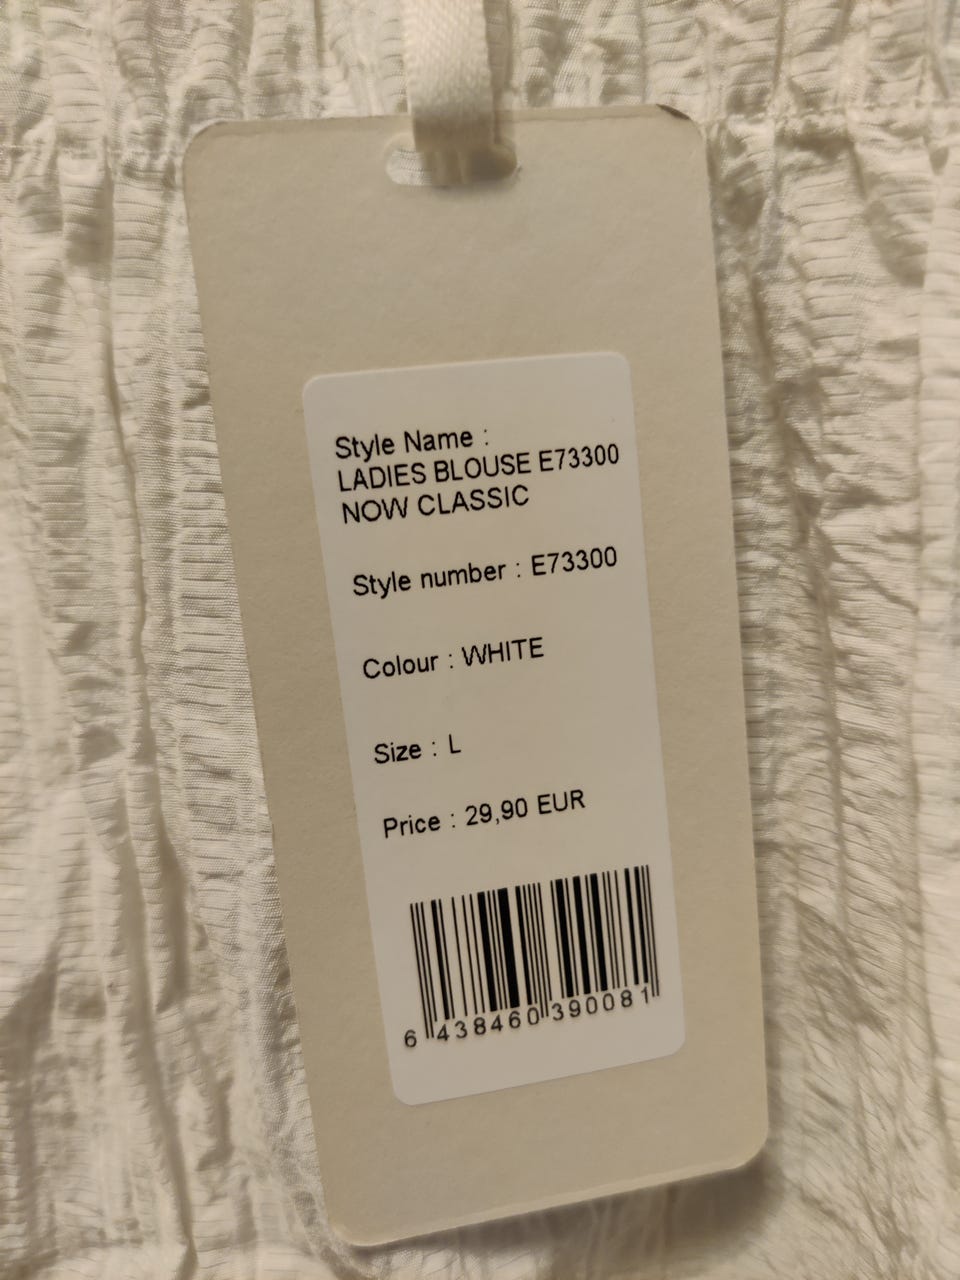 Style Name :
LADIES BLOUSE E73300
NOW CLASSIC
Style number : E73300
Colour : WHITE
Size : L
Price : 29,90 EUR
6 438460 390081